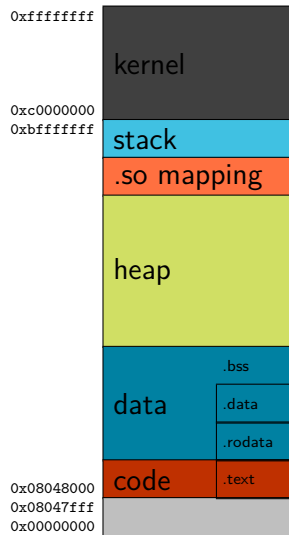 0xffffffff
kernel
0xc0000000
0xbfffffff
stack
.so mapping
heap
.bss
data
.data
.rodata
code
.text
0x08048000
0x08047fff
0x00000000